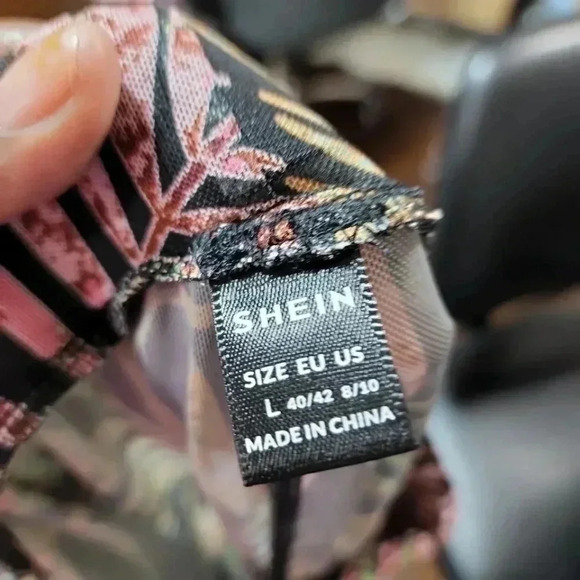 SHEIN
SIZE EU US
L 40/42 8/10
MADE IN CHINA